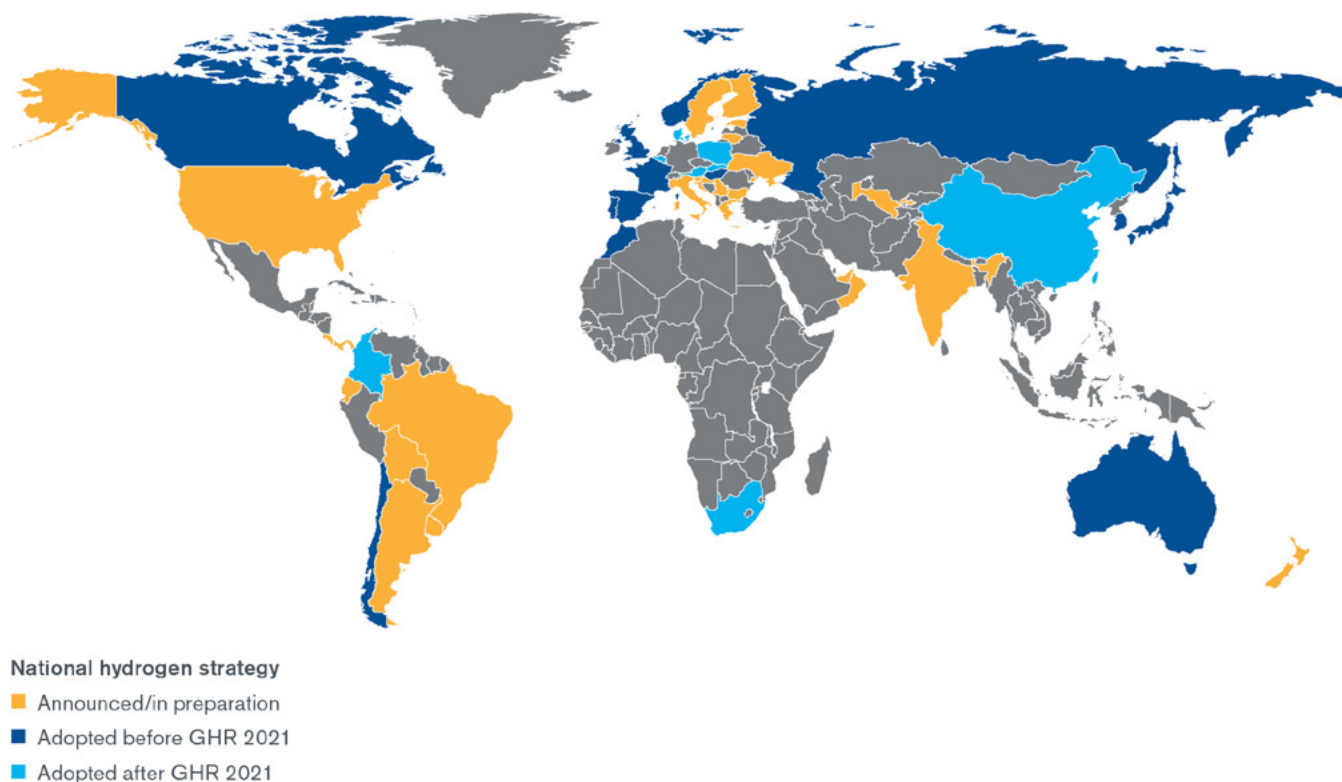 National hydrogen strategy
Announced/in preparation
Adopted before GHR 2021
Adopted after GHR 2021